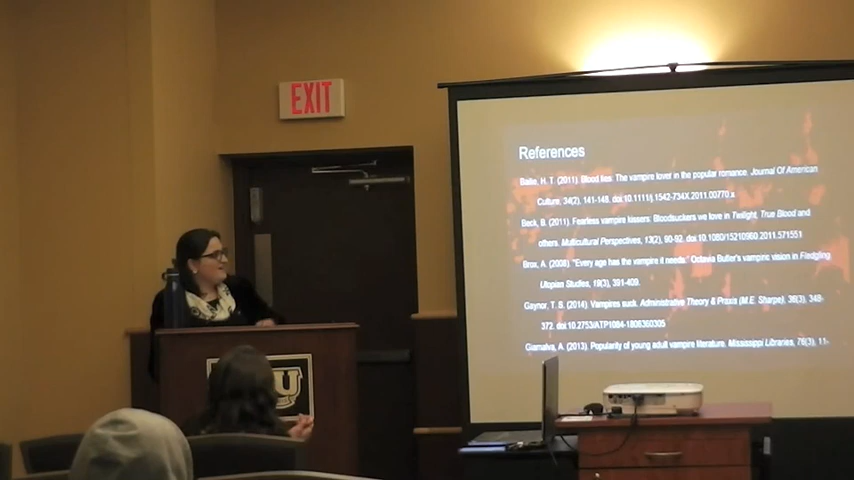 EXIT
References
Bailie, H. T. (2011). Blood ties: The vampire lover in the popular romance. Journal Of American
Culture, 34(2), 141-148. doi:10.1111/j.1542-734X.2011.00770.x
Beck, B. (2011). Fearless vampire kissers: Bloodsuckers we love in Twilight, True Blood and
others. Multicultural Perspectives, 13(2), 90-92. doi:10.1080/15210960.2011.571551
Brox, A. (2008). "Every age has the vampire it needs:" Octavia Butler's vampiric vision in Fledgling
Utopian Studies, 19(3), 391-409.
Gaynor, T. S. (2014). Vampires suck. Administrative Theory & Praxis (M.E. Sharpe), 36(3), 348-
372. doi:10.2753/ATP1084-1806360305
(2013). Popularity of young adult vampire literature. Mississippi Libraries, 76(3), 11-
U